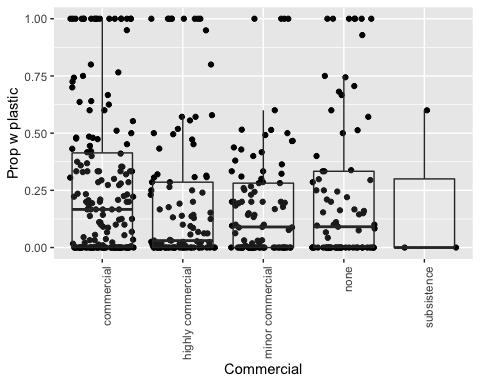 1.00
0.75
0.50
0.25
0.00
Prop w plastic
commercial
highly commercial
minor commercial
none
subsistence
Commercial